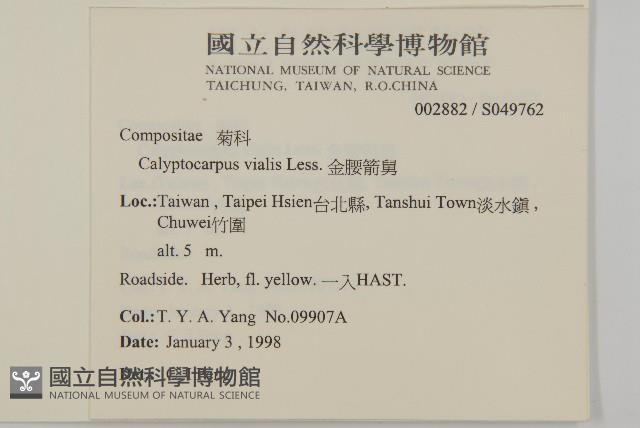 國立自然科學博物館
NATIONAL MUSEUM OF NATURAL SCIENCE
TAICHUNG, TAIWAN, R.O.CHINA
002882 / S049762
Compositae 菊科
Calyptocarpus vialis Less. 金腰箭舅
Loc.:Taiwan , Taipei Hsien台北縣, Tanshui Town淡水鎮 ,
Chuwei竹圍
alt. 5 m.
Roadside. Herb, fl. yellow. 一入HAST.
Col.: T. Y. A. Yang No.09907A
Date: January 3 , 1998
國立自然科學博物館
NATIONAL MUSEUM OF NATURAL SCIENCE